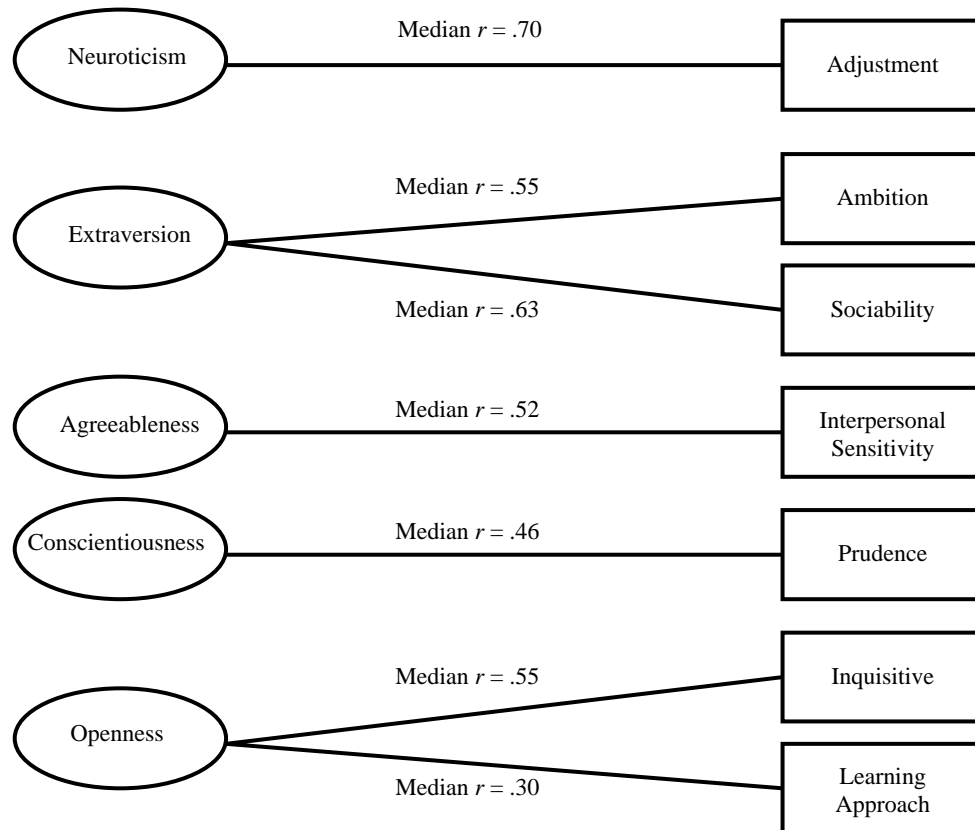 Median r = .70
Neuroticism
Adjustment
Median r = .55
Ambition
Extraversion
Median r = .63
Sociability
Median r = .52
Agreeableness
Interpersonal
Sensitivity
Median r = .46
Conscientiousness
Prudence
Median r = .55
Inquisitive
Openness
Median r = .30
Learning
Approach